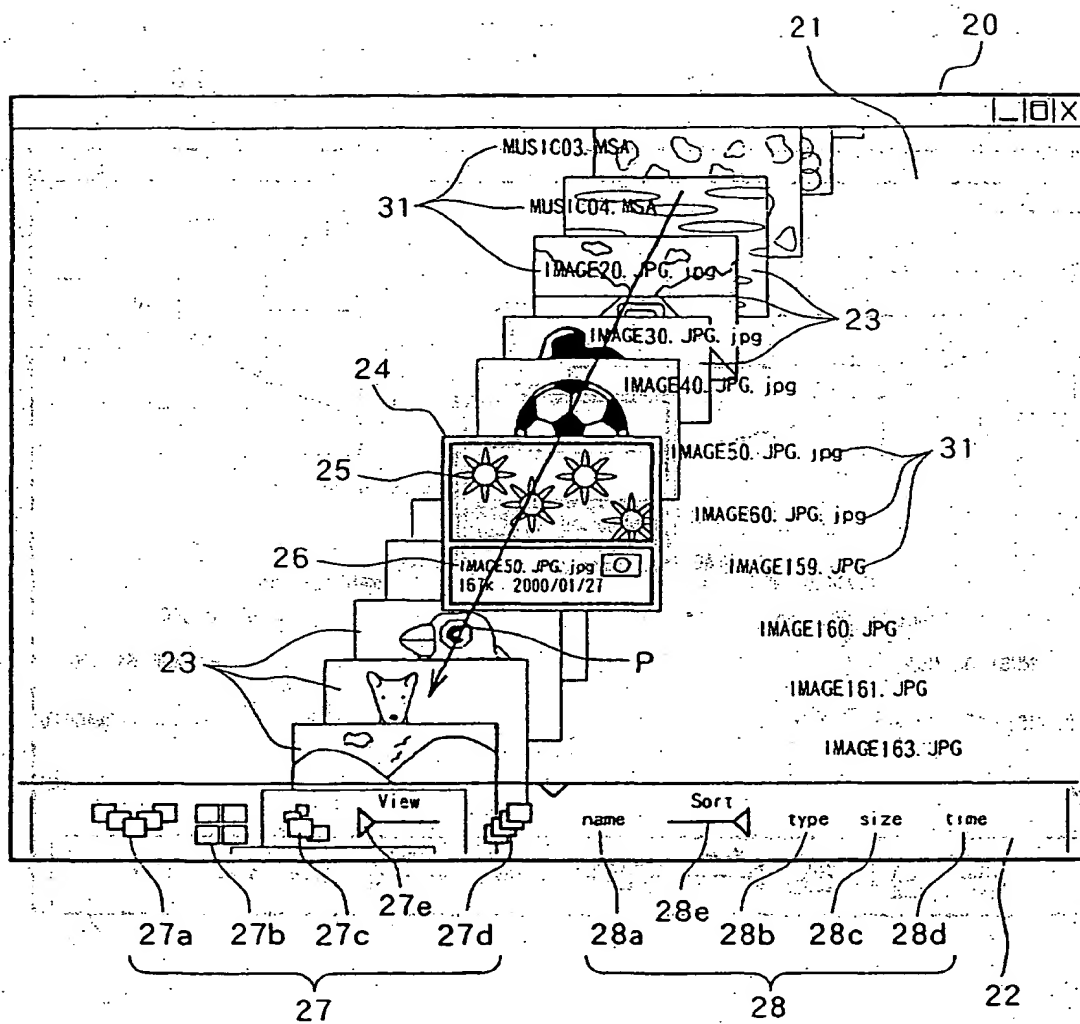 20
21
MUSIC03. MSA
31
MUSIC04. MSA
IMAGE20. JPG. jpg
23
IMAGE30. JPG. jpg
24
IMAGE40. JPG. jpg
25
IMAGE50. JPG. jpg
31
IMAGE60. JPG. jpg
26
IMAGE50. JPG. jpg
167k 2000/01/27
IMAGE159. JPG
IMAGE160. JPG
23
P
IMAGE161. JPG
IMAGE163. JPG
View
Sort
name type size time
27a 27b 27c 27e 27d 28a 28e 28b 28c 28d
27 28 22